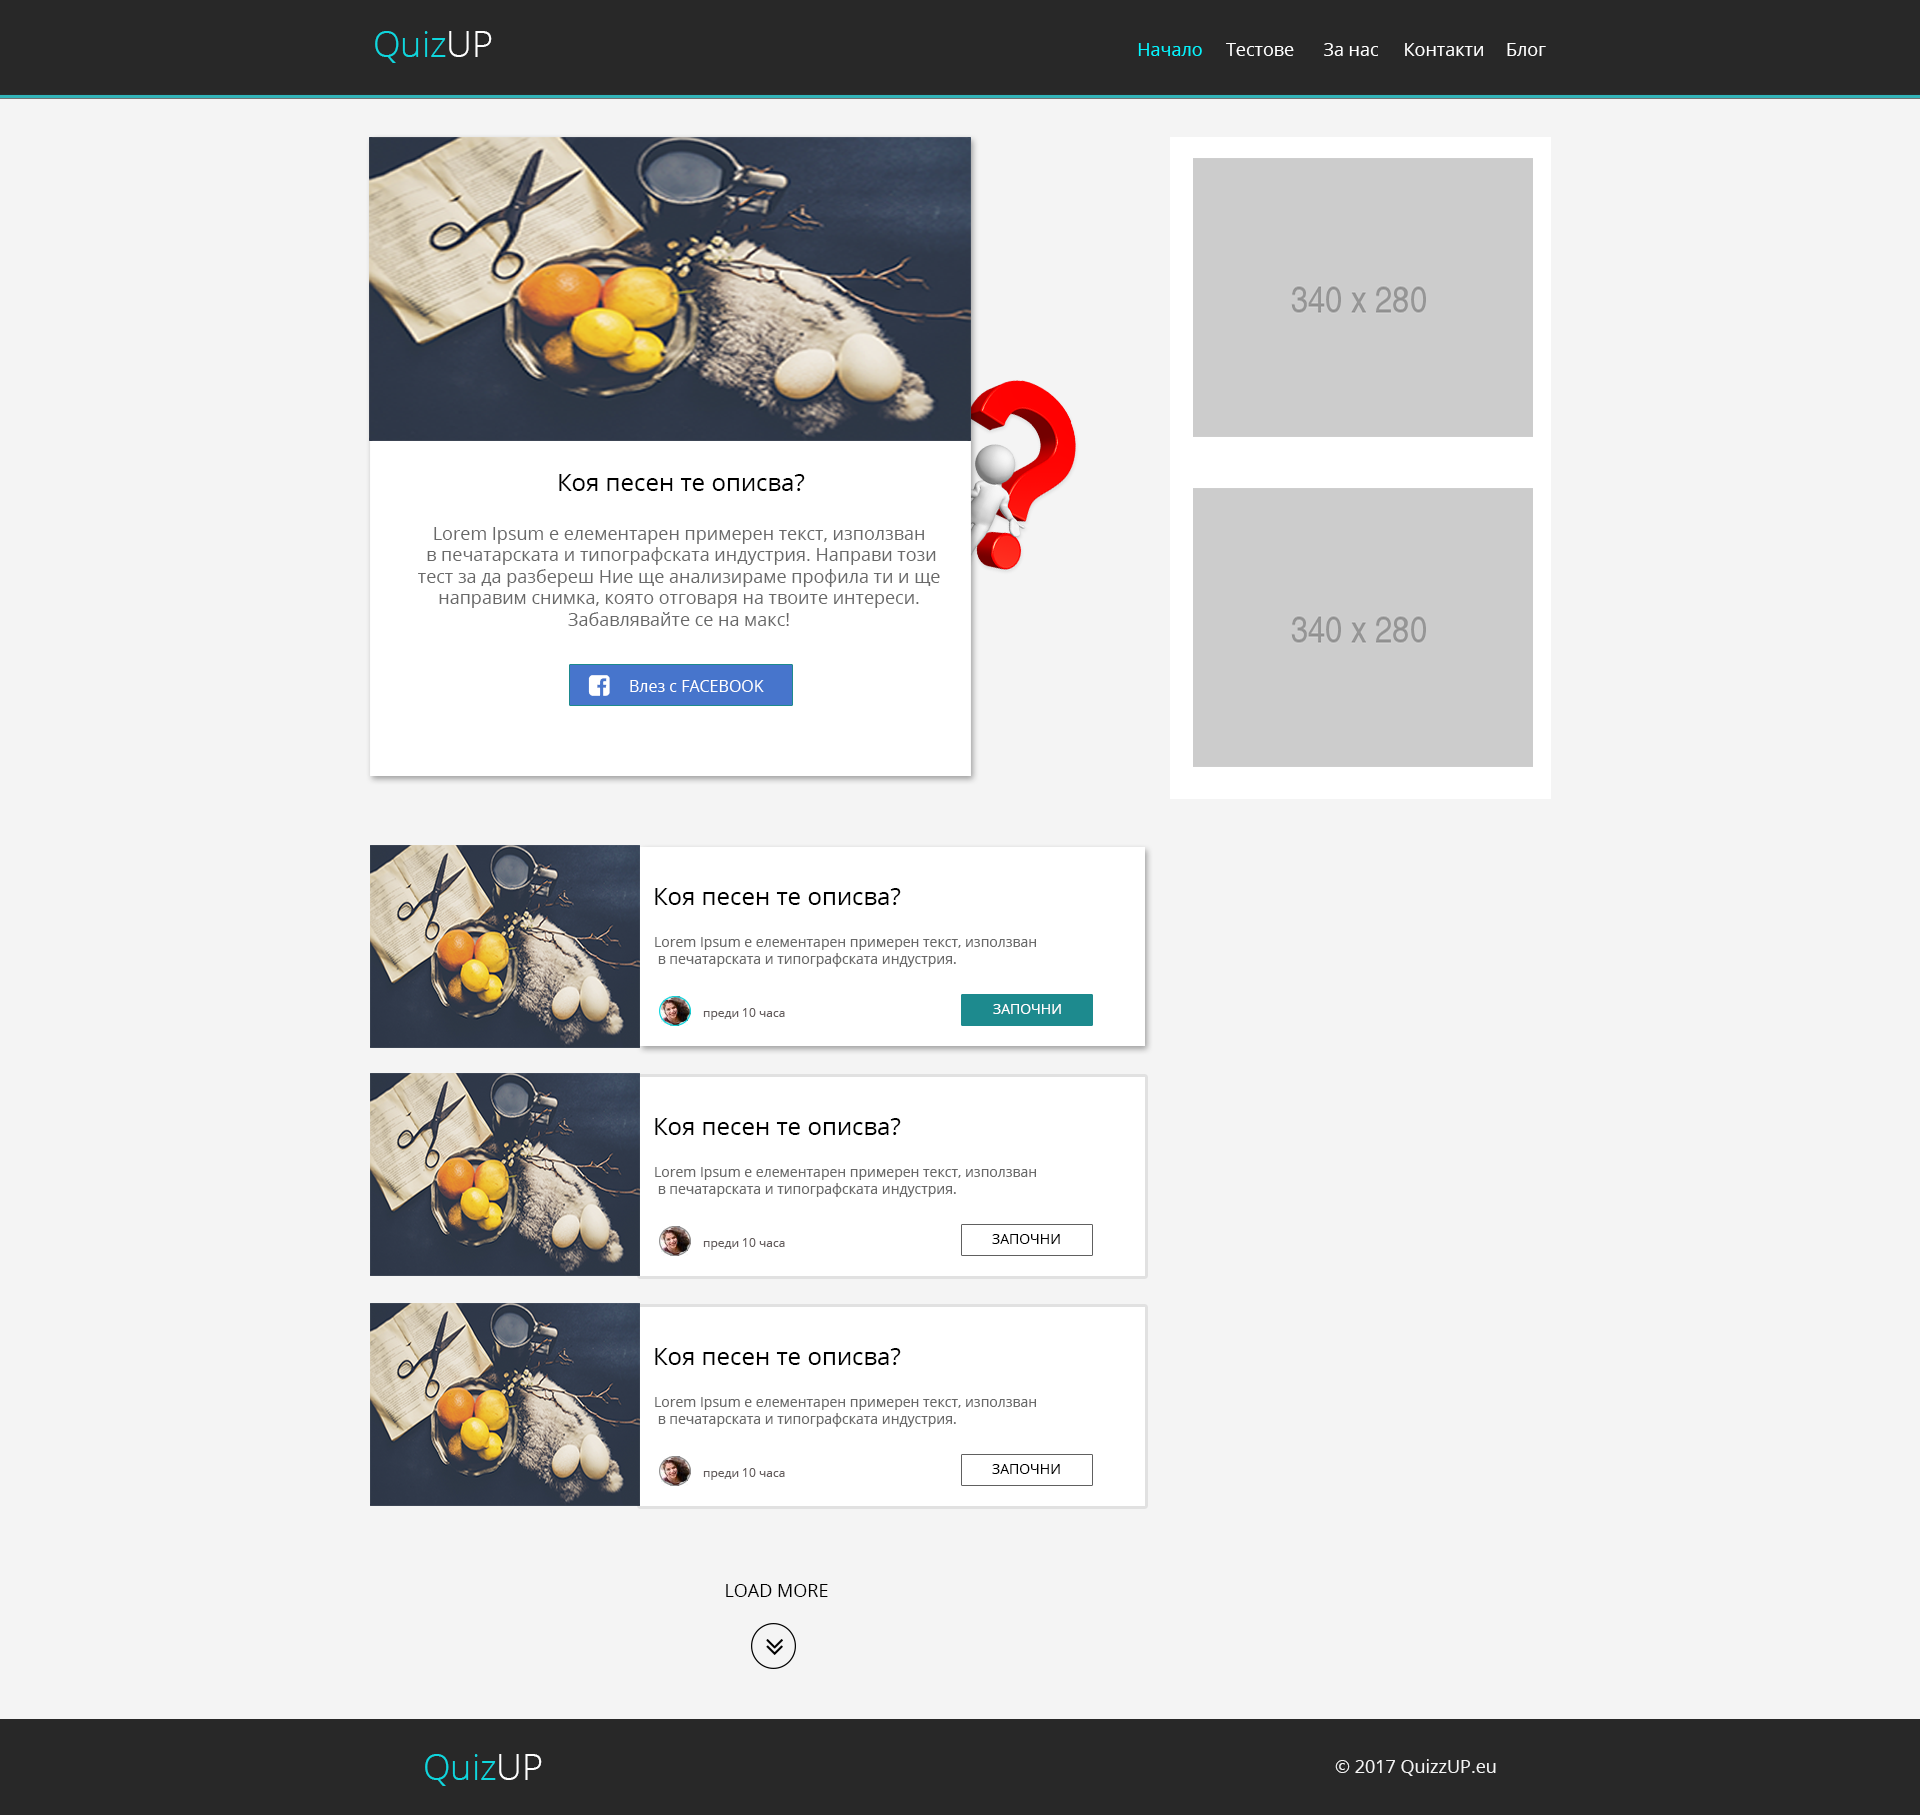 QuizUP
Начало Тестове За нас Контакти Блог
340 x 280
Коя песен те описва?
Lorem Ipsum е елементарен примерен текст, използван
в печатарската и типографската индустрия. Направи този
тест за да разбереш Ние ще анализираме профила ти и ще
направим снимка, която отговаря на твоите интереси.
Забавлявайте се на макс!
Влез с FACEBOOK
340 x 280
Коя песен те описва?
Lorem Ipsum е елементарен примерен текст, използван
в печатарската и типографската индустрия.
преди 10 часа
ЗАПОЧНИ
Коя песен те описва?
Lorem Ipsum е елементарен примерен текст, използван
в печатарската и типографската индустрия.
преди 10 часа
ЗАПОЧНИ
Коя песен те описва?
Lorem Ipsum е елементарен примерен текст, използван
в печатарската и типографската индустрия.
преди 10 часа
ЗАПОЧНИ
LOAD MORE
QuizUP
© 2017 QuizzUP.eu